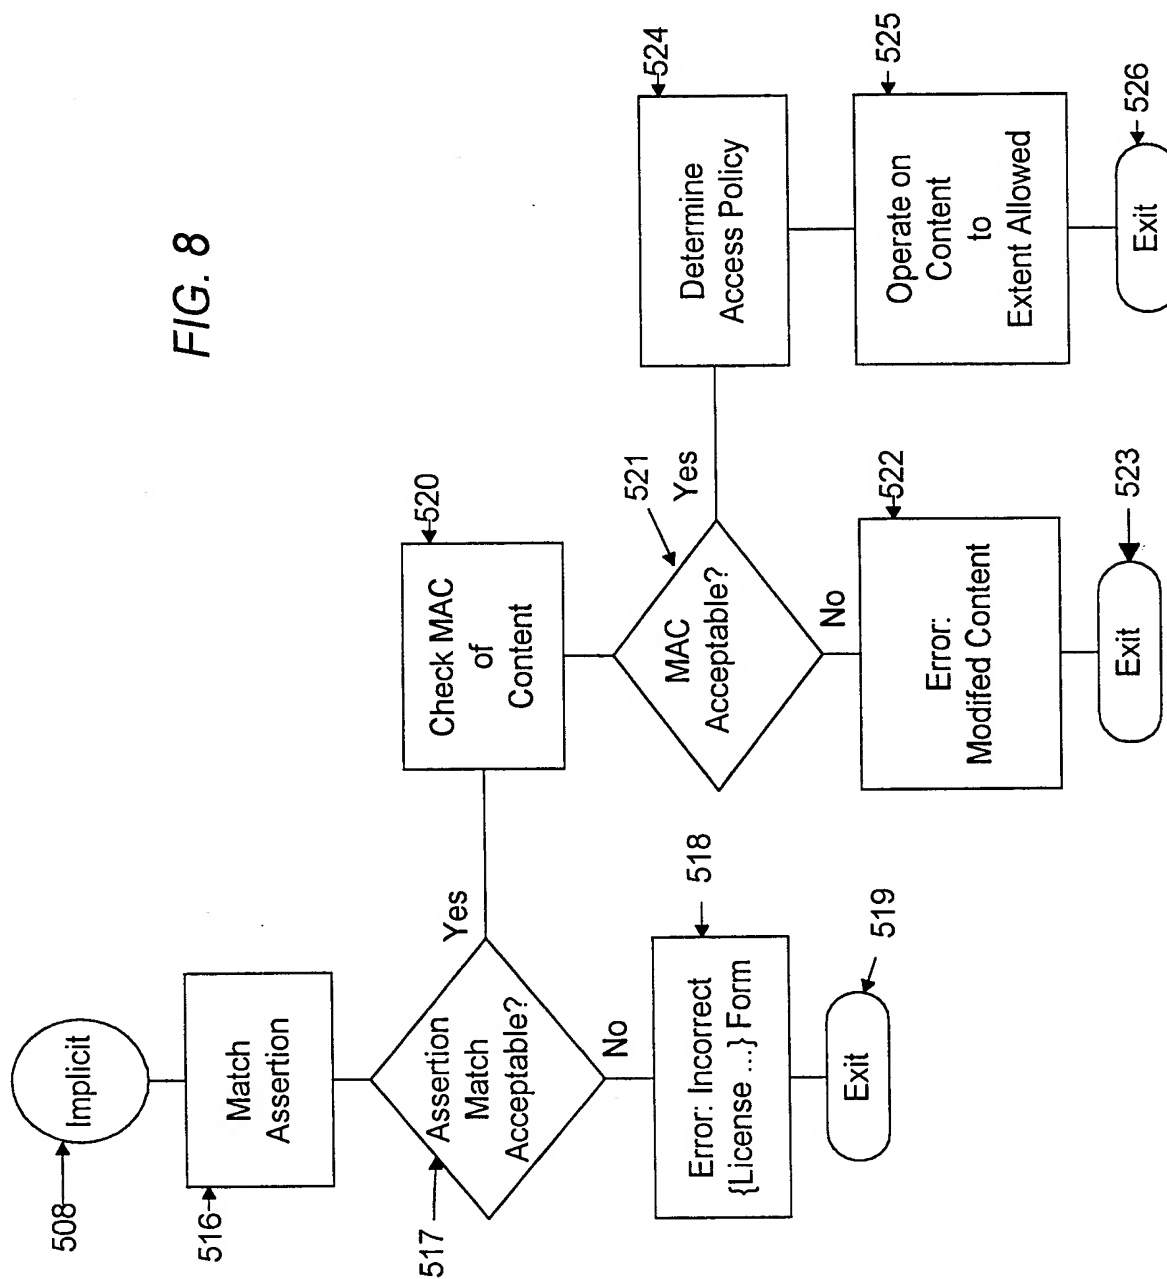 FIG. 8
508
Implicit
516
Match
Assertion
517
Assertion
Match
Acceptable?
Yes
No
518
Error: Incorrect
{License ...} Form
519
Exit
520
Check MAC
of
Content
521
MAC
Acceptable?
Yes
No
522
Error:
Modifed Content
523
Exit
524
Determine
Access Policy
525
Operate on
Content
to
Extent Allowed
526
Exit